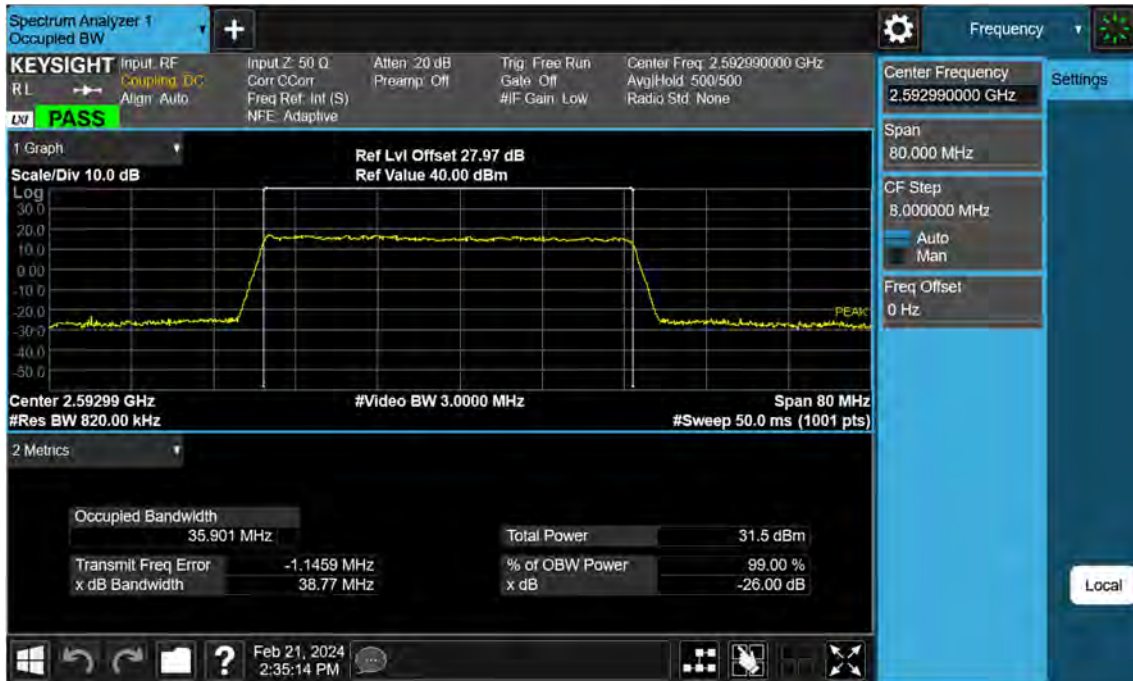 Spectrum Analyzer 1
Occupied BW
+
Frequency
KEYSIGHT
RL
LXI
PASS
Input: RF
Coupling: DC
Align: Auto
Input Z: 50 Ω
Corr CCorr
Freq Ref: Int (S)
NFE: Adaptive
Atten: 20 dB
Preamp: Off
Trig: Free Run
Gate: Off
#IF Gain: Low
Center Freq: 2.592990000 GHz
Avg|Hold: 500/500
Radio Std: None
Center Frequency
2.592990000 GHz
Settings
Span
80.000 MHz
CF Step
8.000000 MHz
Auto
Man
Freq Offset
0 Hz
Local
1 Graph
Scale/Div 10.0 dB
Ref Lvl Offset 27.97 dB
Ref Value 40.00 dBm
Log
30.0
20.0
10.0
0.00
-10.0
-20.0
-30.0
-40.0
-50.0
PEAK
Center 2.59299 GHz
#Video BW 3.0000 MHz
Span 80 MHz
#Res BW 820.00 kHz
#Sweep 50.0 ms (1001 pts)
2 Metrics
Occupied Bandwidth
35.901 MHz
Total Power 31.5 dBm
Transmit Freq Error -1.1459 MHz
% of OBW Power 99.00 %
x dB Bandwidth 38.77 MHz
x dB -26.00 dB
?
Feb 21, 2024
2:35:14 PM